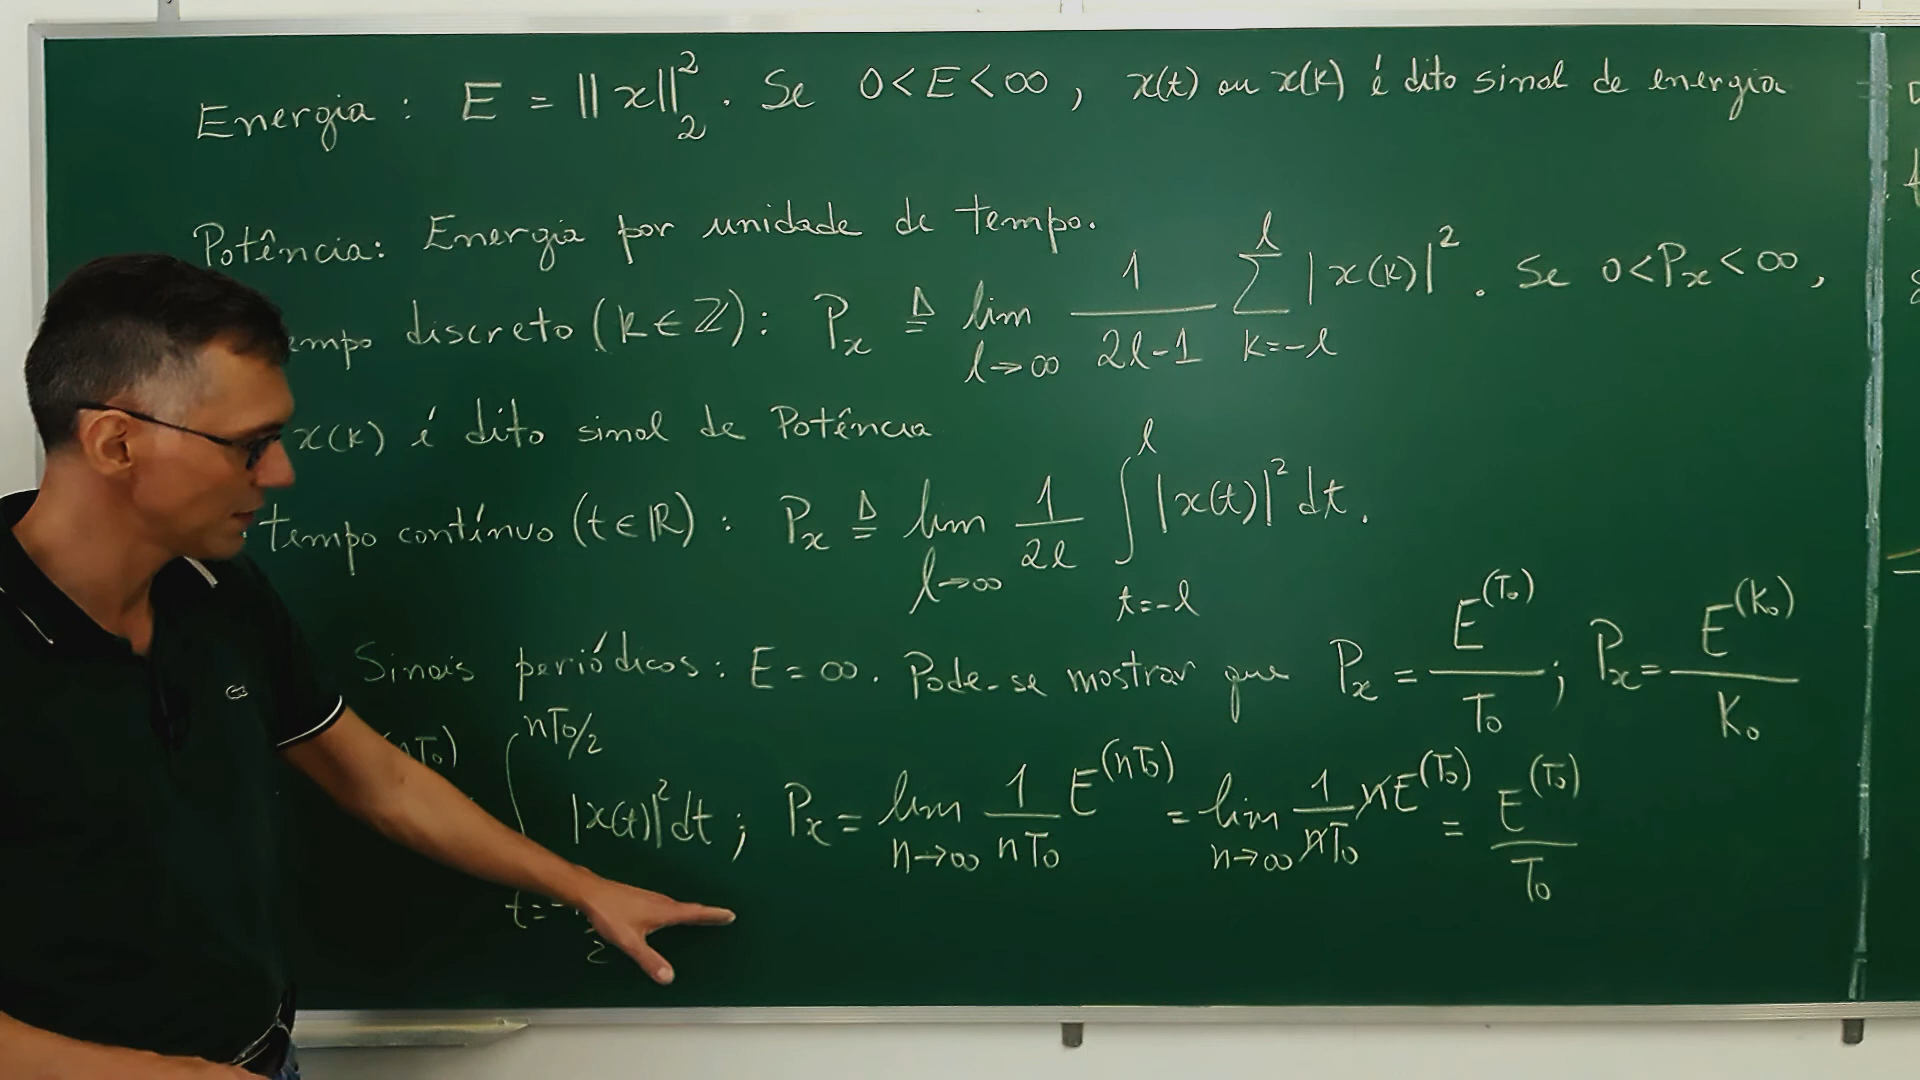 Energia : E = ||x||₂². Se 0<E<∞, x(t) ou x(k) é dito sinal de energia
Potência: Energia por unidade de tempo.
empo discreto (k∈ℤ): Pₓ ≜ lim l→∞ 1/(2l-1) ∑ k=-l l |x(k)|². Se 0<Pₓ<∞,
x(k) é dito sinal de Potência
tempo contínuo (t∈ℝ) : Pₓ ≜ lim l→∞ 1/2l ∫ t=-l l |x(t)|² dt.
Sinais periódicos: E = ∞. Pode-se mostrar que Pₓ = E^(T₀)/T₀ ; Pₓ = E^(K₀)/K₀
nT₀) ∫ t=- 2 nT₀/2 |x(t)|² dt ; Pₓ = lim n→∞ 1/nT₀ E^(nT₀) = lim n→∞ 1/nT₀ nE^(T₀) = E^(T₀)/T₀